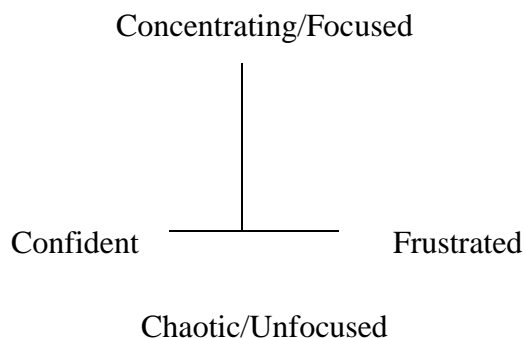 Concentrating/Focused
Confident Frustrated
Chaotic/Unfocused